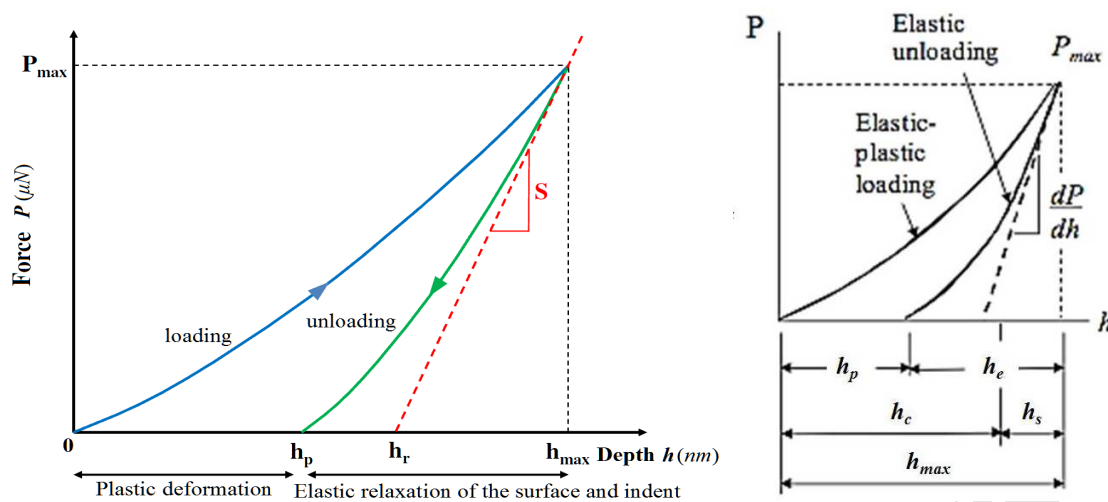 P_max
Force P (μN)
S
loading
unloading
0
h_p
h_r
h_max Depth h (nm)
Plastic deformation
Elastic relaxation of the surface and indent
P
Elastic
unloading
P_max
Elastic-
plastic
loading
dP
dh
h
h_p
h_e
h_c
h_s
h_max